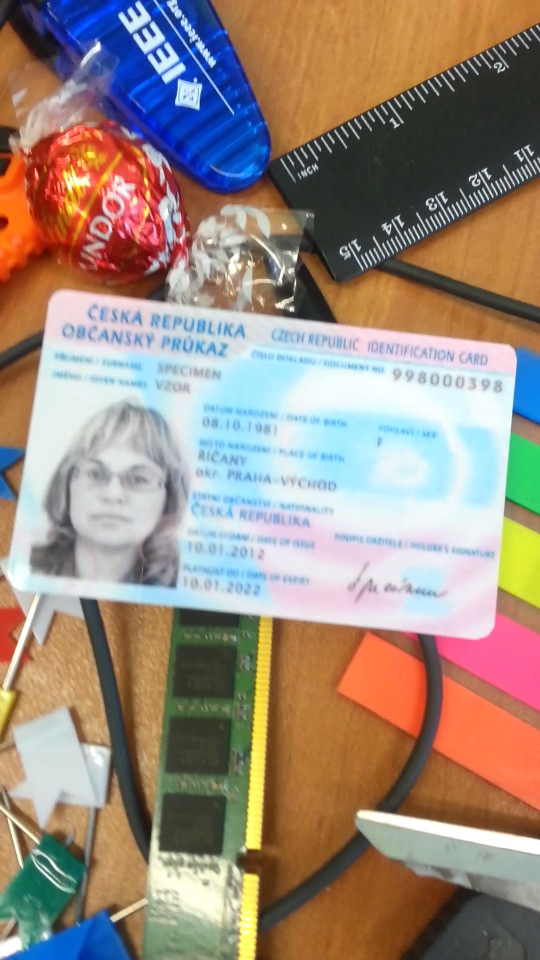 IEEE
www.ieee.org
LINDOR
INCH
1
2
15
14
13
12
11
ČESKÁ REPUBLIKA
OBČANSKÝ PRŮKAZ
CZECH REPUBLIC IDENTIFICATION CARD
ČÍSLO DOKLADU / DOCUMENT NO. 998000398
PŘÍJMENÍ / SURNAME SPECIMEN
JMÉNO / GIVEN NAMES VZOR
DATUM NAROZENÍ / DATE OF BIRTH
08.10.1981
POHLAVÍ / SEX
F
MÍSTO NAROZENÍ / PLACE OF BIRTH
ŘÍČANY
okr. PRAHA-VÝCHOD
STÁTNÍ OBČANSTVÍ / NATIONALITY
ČESKÁ REPUBLIKA
DATUM VYDÁNÍ / DATE OF ISSUE
10.01.2012
PODPIS DRŽITELE / HOLDER'S SIGNATURE
PLATNOST DO / DATE OF EXPIRY
10.01.2022
Specimen